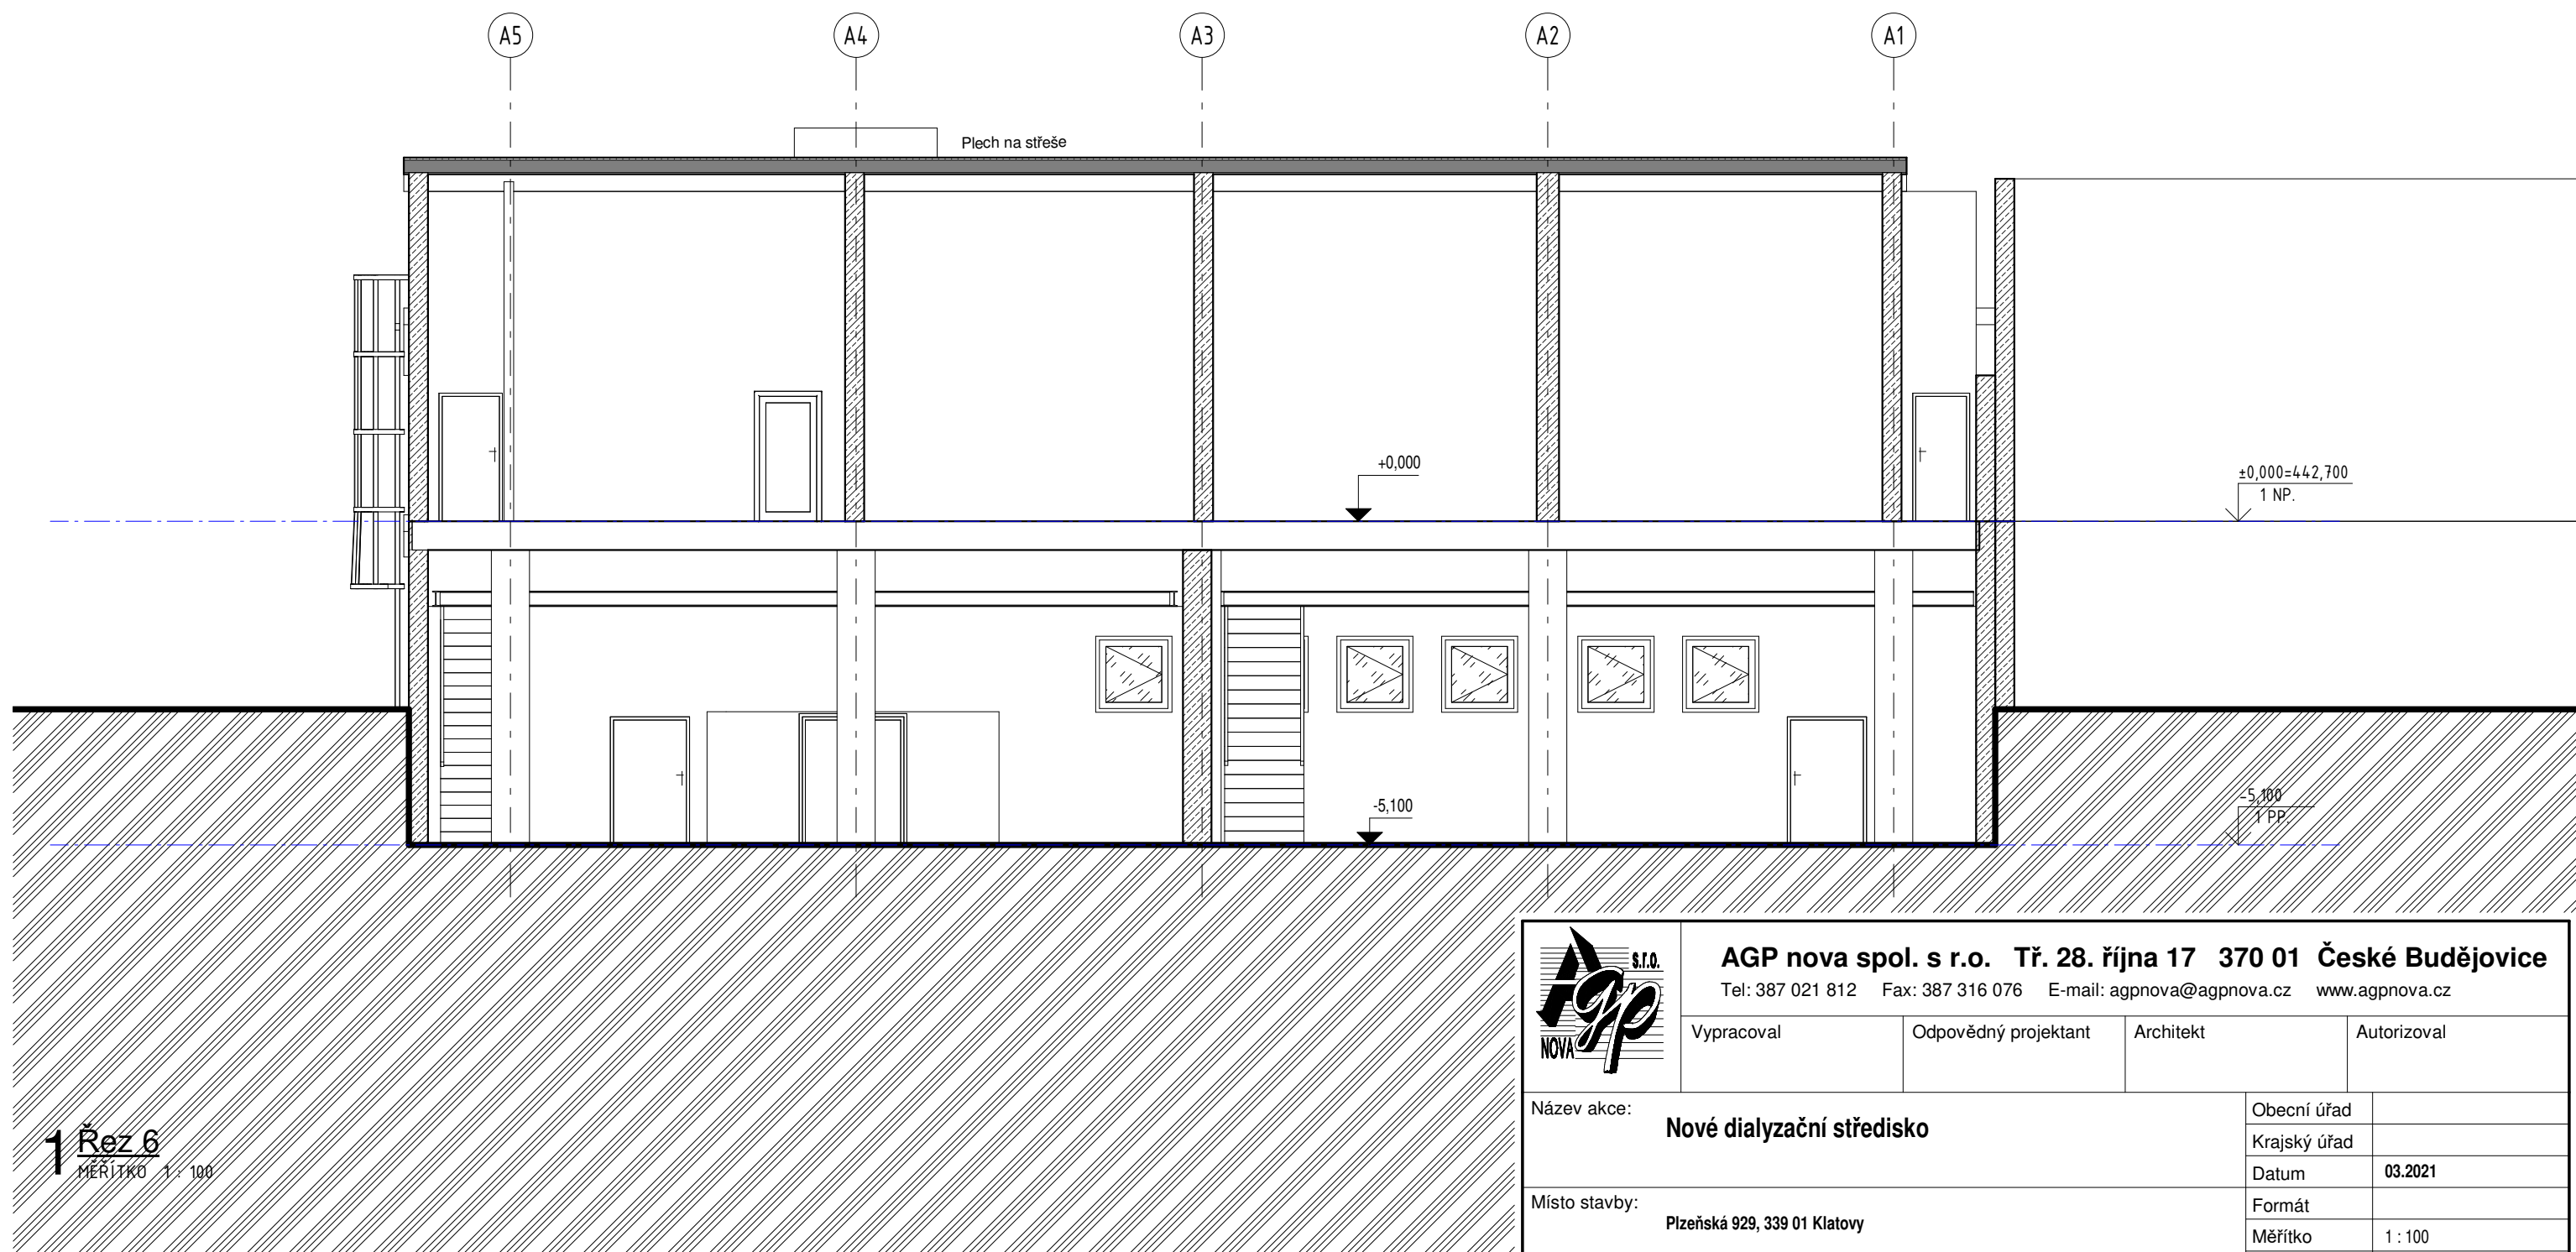 A5
A4
A3
A2
A1
Plech na střeše
+0,000
±0,000=442,700
1 NP.
-5,100
-5,100
1 PP.
1 Řez 6
MĚŘÍTKO 1 : 100
s.r.o.
Agp
NOVA
AGP nova spol. s r.o. Tř. 28. října 17 370 01 České Budějovice
Tel: 387 021 812 Fax: 387 316 076 E-mail: agpnova@agpnova.cz www.agpnova.cz
Vypracoval
Odpovědný projektant
Architekt
Autorizoval
Název akce:
Nové dialyzační středisko
Obecní úřad
Krajský úřad
Datum 03.2021
Místo stavby:
Plzeňská 929, 339 01 Klatovy
Formát
Měřítko 1 : 100